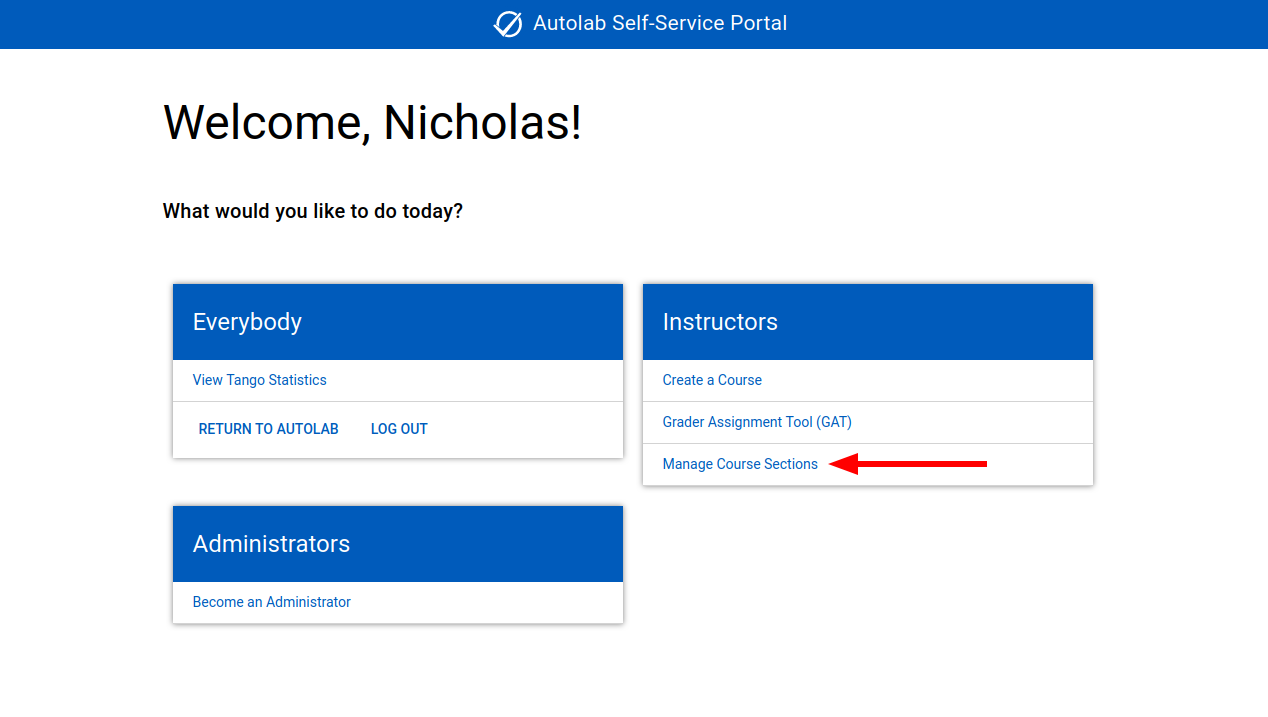 Autolab Self-Service Portal
Welcome, Nicholas!
What would you like to do today?
Everybody
View Tango Statistics
RETURN TO AUTOLAB LOG OUT
Instructors
Create a Course
Grader Assignment Tool (GAT)
Manage Course Sections
Administrators
Become an Administrator